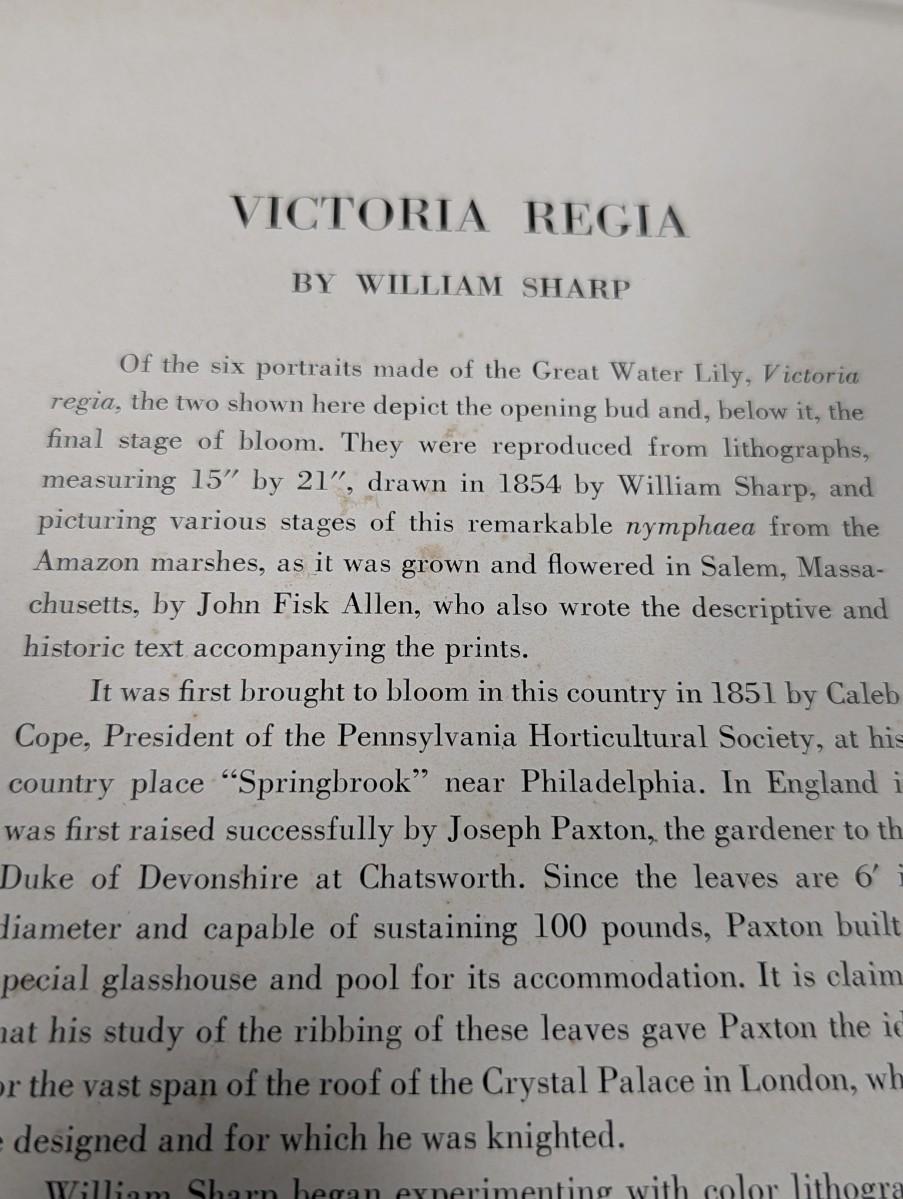 VICTORIA REGIA
BY WILLIAM SHARP
Of the six portraits made of the Great Water Lily, Victoria
regia, the two shown here depict the opening bud and, below it, the
final stage of bloom. They were reproduced from lithographs,
measuring 15″ by 21″, drawn in 1854 by William Sharp, and
picturing various stages of this remarkable nymphaea from the
Amazon marshes, as it was grown and flowered in Salem, Massa-
chusetts, by John Fisk Allen, who also wrote the descriptive and
historic text accompanying the prints.
It was first brought to bloom in this country in 1851 by Caleb
Cope, President of the Pennsylvania Horticultural Society, at his
country place “Springbrook” near Philadelphia. In England
was first raised successfully by Joseph Paxton, the gardener to
Duke of Devonshire at Chatsworth. Since the leaves are 6′
diameter and capable of sustaining 100 pounds, Paxton built
glasshouse and pool for its accommodation. It is
his study of the ribbing of these leaves gave Paxton the
the vast span of the roof of the Crystal Palace in London,
designed and for which he was knighted.
William Sharp began experimenting with color